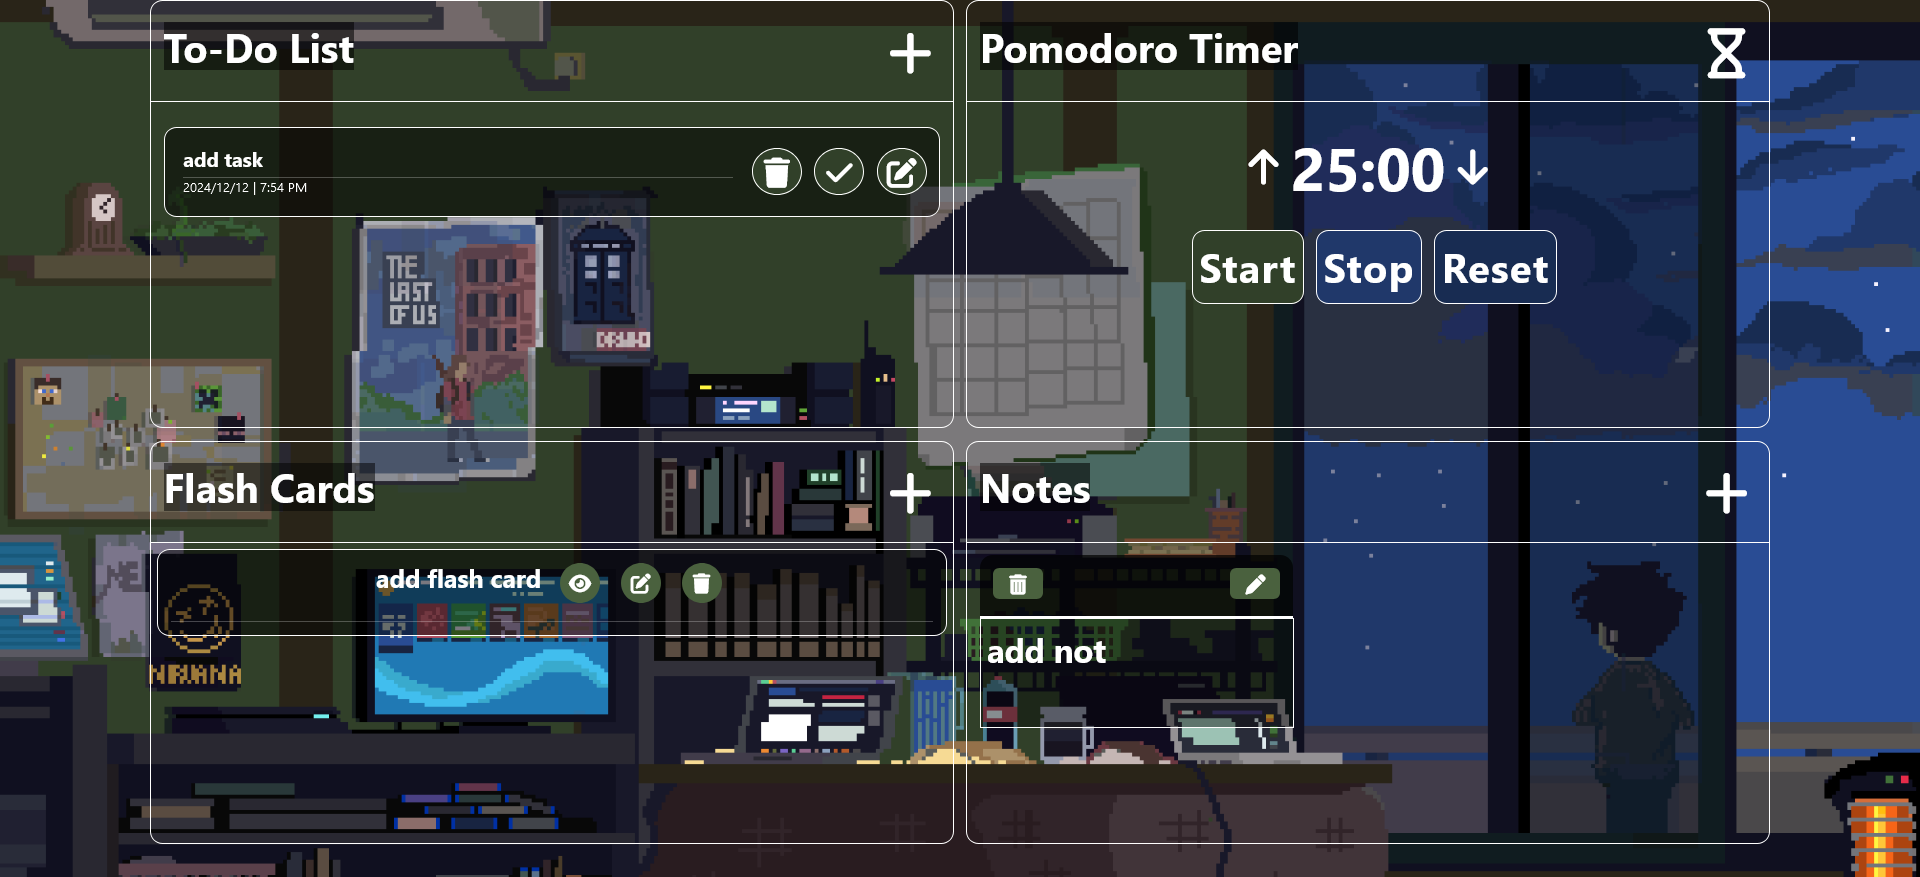 To-Do List
Pomodoro Timer
add task
2024/12/12 | 7:54 PM
25:00
THE
LAST
OF US
Start
Stop
Reset
Flash Cards
Notes
add flash card
NIRVANA
add not